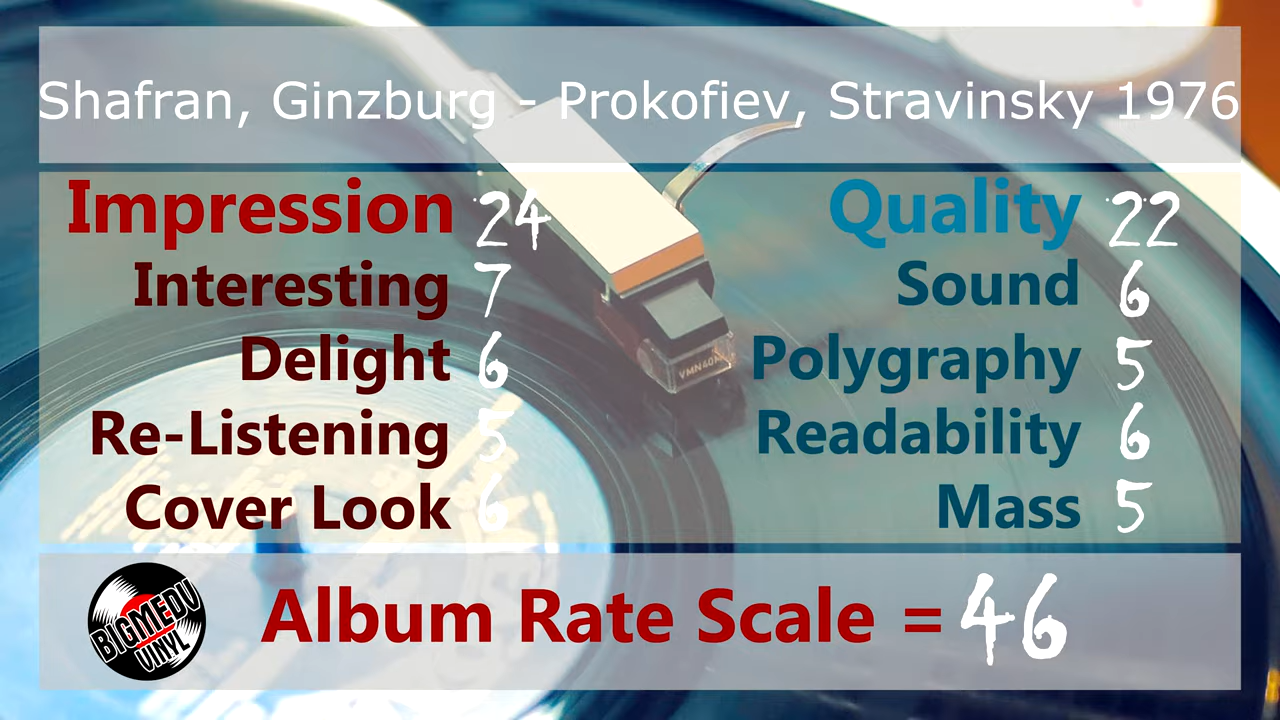 Shafran, Ginzburg - Prokofiev, Stravinsky 1976
Impression 24
Interesting 7
Delight 6
Re-Listening 5
Cover Look 6
Quality 22
Sound 6
Polygraphy 5
Readability 6
Mass 5
VMN40ML
BIGMEDU
VINYL
Album Rate Scale = 46